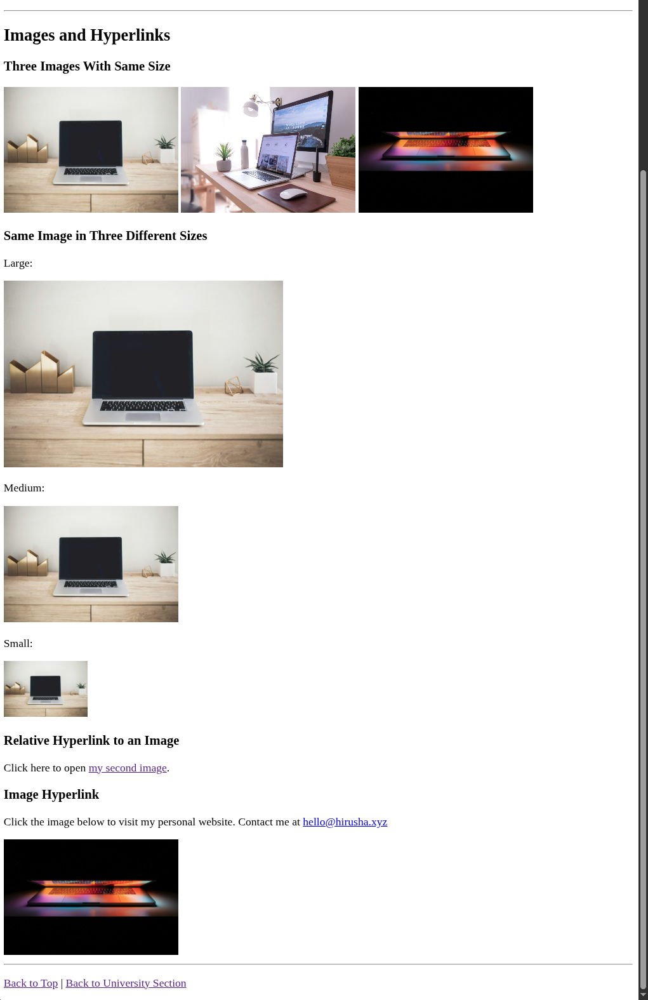 Images and Hyperlinks
Three Images With Same Size
Same Image in Three Different Sizes
Large:
Medium:
Small:
Relative Hyperlink to an Image
Click here to open my second image.
Image Hyperlink
Click the image below to visit my personal website. Contact me at hello@hirusha.xyz
Back to Top | Back to University Section